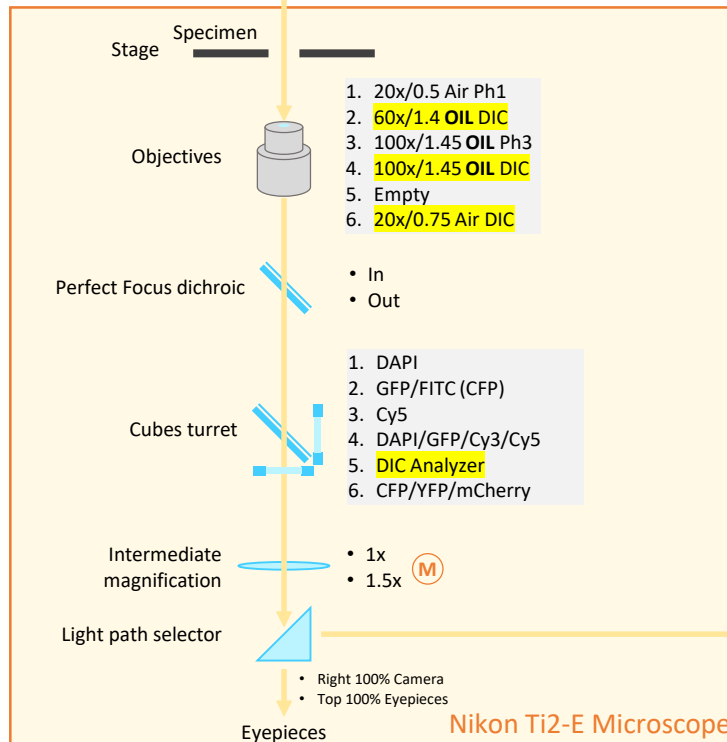 Specimen
Stage
Objectives
1. 20x/0.5 Air Ph1
2. 60x/1.4 OIL DIC
3. 100x/1.45 OIL Ph3
4. 100x/1.45 OIL DIC
5. Empty
6. 20x/0.75 Air DIC
Perfect Focus dichroic
• In
• Out
Cubes turret
1. DAPI
2. GFP/FITC (CFP)
3. Cy5
4. DAPI/GFP/Cy3/Cy5
5. DIC Analyzer
6. CFP/YFP/mCherry
Intermediate
magnification
• 1x
• 1.5x
M
Light path selector
• Right 100% Camera
• Top 100% Eyepieces
Eyepieces
Nikon Ti2-E Microscope